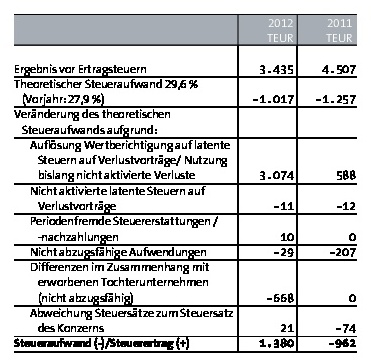 2012 2011
TEUR TEUR
Ergebnis vor Ertragsteuern 3.435 4.507
Theoretischer Steueraufwand 29,6 %
(Vorjahr: 27,9 %) -1.017 -1.257
Veränderung des theoretischen
Steueraufwands aufgrund:
Auflösung Wertberichtigung auf latente
Steuern auf Verlustvorträge/ Nutzung
bislang nicht aktivierte Verluste 3.074 588
Nicht aktivierte latente Steuern auf
Verlustvorträge -11 -12
Periodenfremde Steuererstattungen /
-nachzahlungen 10 0
Nicht abzugsfähige Aufwendungen -29 -207
Differenzen im Zusammenhang mit
erworbenen Tochterunternehmen
(nicht abzugsfähig) -668 0
Abweichung Steuersätze zum Steuersatz
des Konzerns 21 -74
Steueraufwand (-)/Steuerertrag (+) 1.380 -962